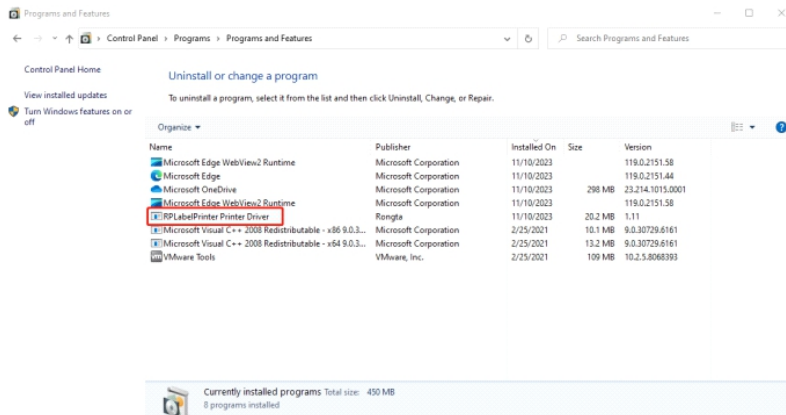 Programs and Features
Control Panel > Programs > Programs and Features
Search Programs and Features
Control Panel Home
View installed updates
Turn Windows features on or
off
Uninstall or change a program
To uninstall a program, select it from the list and then click Uninstall, Change, or Repair.
Organize
Name Publisher Installed On Size Version
Microsoft Edge WebView2 Runtime Microsoft Corporation 11/10/2023 119.0.2151.58
Microsoft Edge Microsoft Corporation 11/10/2023 119.0.2151.44
Microsoft OneDrive Microsoft Corporation 11/10/2023 298 MB 23.214.1015.0001
Microsoft Edge WebView2 Runtime Microsoft Corporation 11/10/2023 119.0.2151.58
RPLabelPrinter Printer Driver Rongta 11/10/2023 20.2 MB 1.11
Microsoft Visual C++ 2008 Redistributable - x86 9.0.3... Microsoft Corporation 2/25/2021 10.1 MB 9.0.30729.6161
Microsoft Visual C++ 2008 Redistributable - x64 9.0.3... Microsoft Corporation 2/25/2021 13.2 MB 9.0.30729.6161
VMware Tools VMware, Inc. 2/25/2021 109 MB 10.2.5.8068393
Currently installed programs Total size: 450 MB
8 programs installed